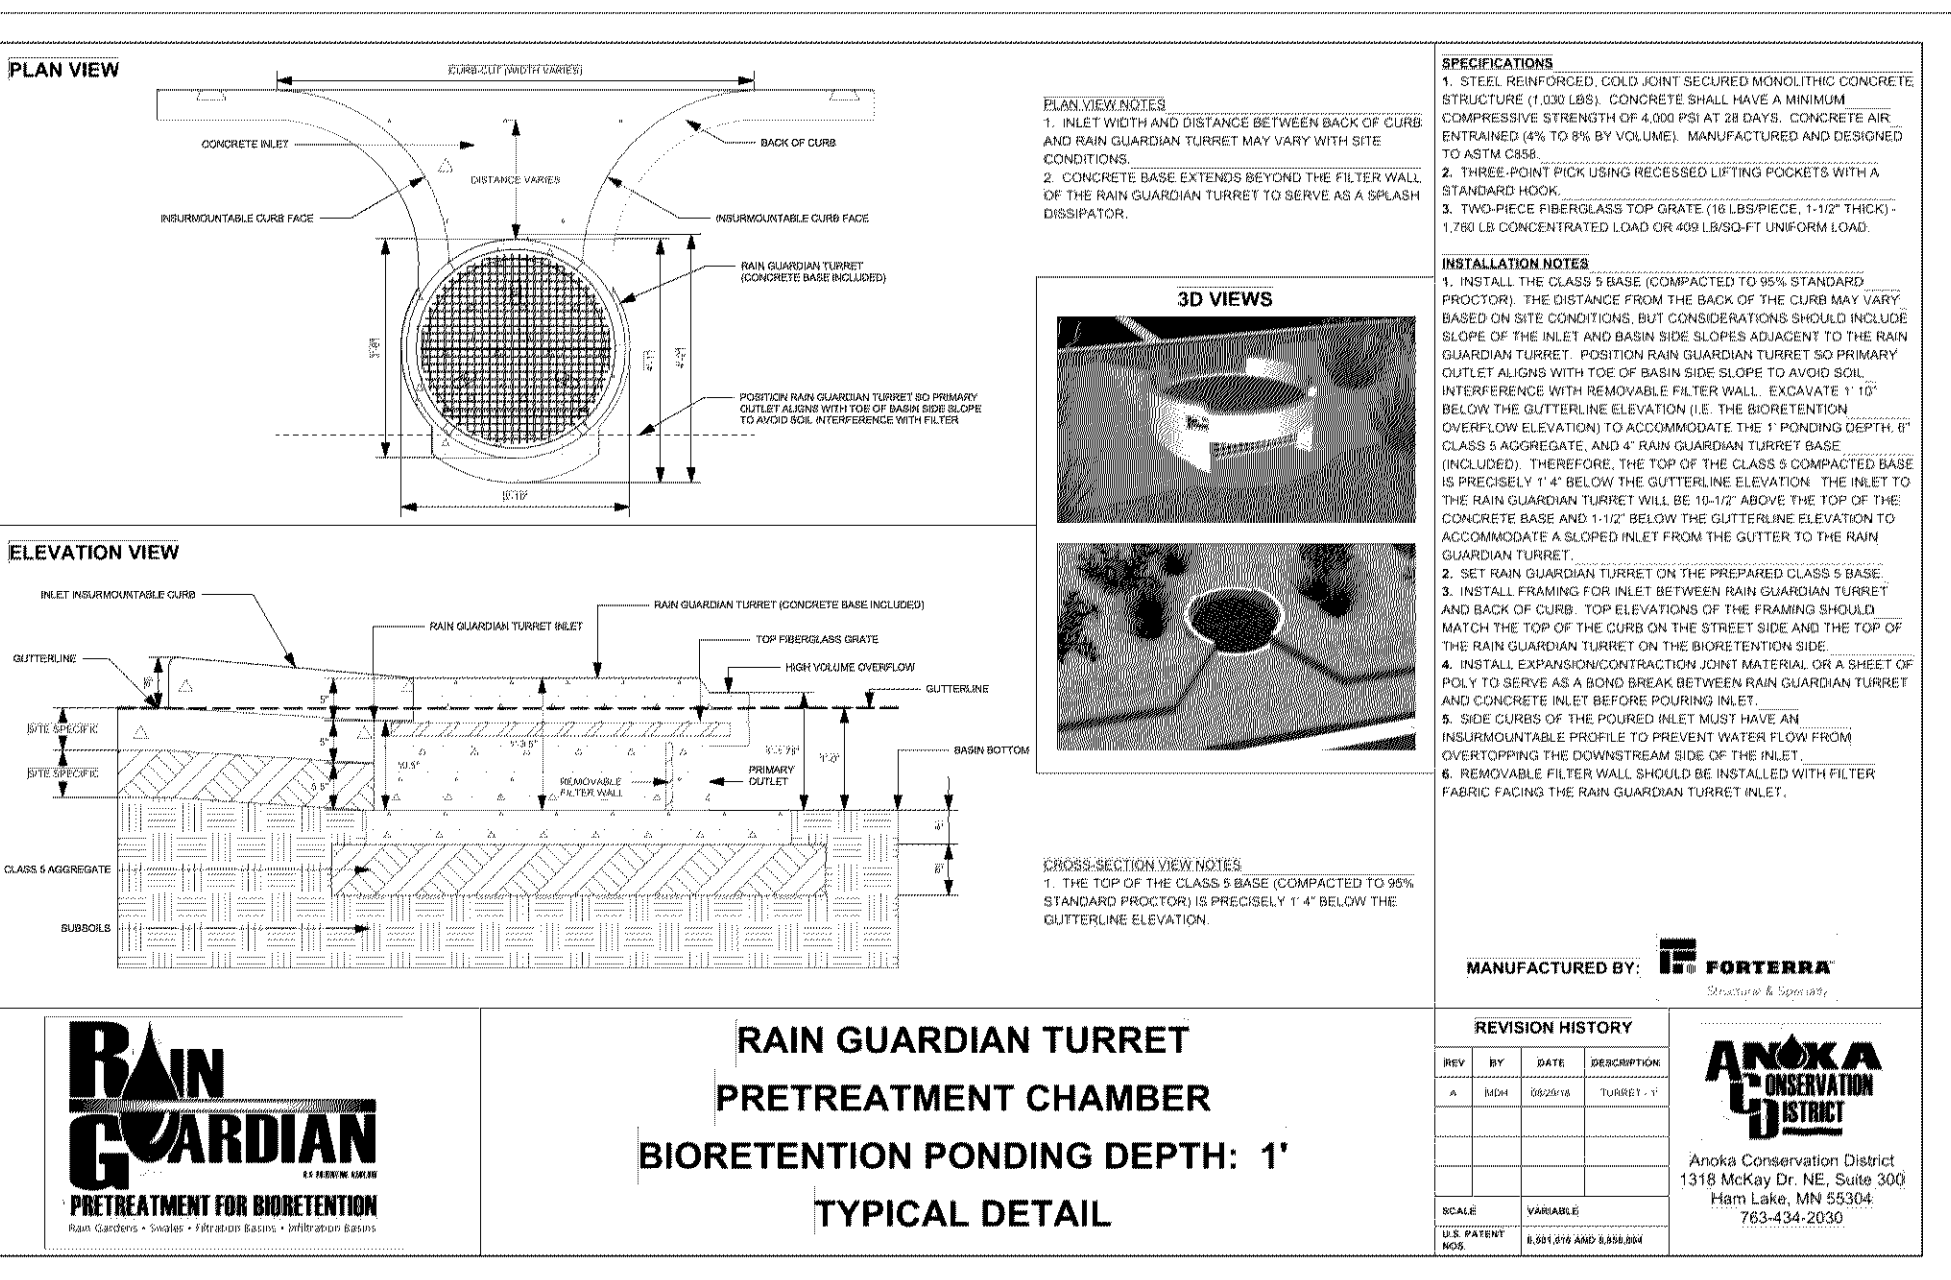 PLAN VIEW
CURB-CUT (WIDTH VARIES)
CONCRETE INLET
BACK OF CURB
DISTANCE VARIES
INSURMOUNTABLE CURB FACE
INSURMOUNTABLE CURB FACE
RAIN GUARDIAN TURRET
(CONCRETE BASE INCLUDED)
POSITION RAIN GUARDIAN TURRET SO PRIMARY
OUTLET ALIGNS WITH TOE OF BASIN SIDE SLOPE
TO AVOID SOIL INTERFERENCE WITH FILTER
PLAN VIEW NOTES
1. INLET WIDTH AND DISTANCE BETWEEN BACK OF CURB
AND RAIN GUARDIAN TURRET MAY VARY WITH SITE
CONDITIONS.
2. CONCRETE BASE EXTENDS BEYOND THE FILTER WALL
OF THE RAIN GUARDIAN TURRET TO SERVE AS A SPLASH
DISSIPATOR.
3D VIEWS
ELEVATION VIEW
INLET INSURMOUNTABLE CURB
RAIN GUARDIAN TURRET (CONCRETE BASE INCLUDED)
RAIN GUARDIAN TURRET INLET
TOP FIBERGLASS GRATE
GUTTERLINE
HIGH VOLUME OVERFLOW
GUTTERLINE
5"
SITE SPECIFIC
5"
1'-3.5"
BASIN BOTTOM
SITE SPECIFIC
10.5"
REMOVABLE
FILTER WALL
PRIMARY
OUTLET
1'-0"
5.5"
CLASS 5 AGGREGATE
6"
SUBSOILS
CROSS-SECTION VIEW NOTES
1. THE TOP OF THE CLASS 5 BASE (COMPACTED TO 95%
STANDARD PROCTOR) IS PRECISELY 1' 4" BELOW THE
GUTTERLINE ELEVATION.
SPECIFICATIONS
1. STEEL REINFORCED, COLD JOINT SECURED MONOLITHIC CONCRETE
STRUCTURE (1,030 LBS). CONCRETE SHALL HAVE A MINIMUM
COMPRESSIVE STRENGTH OF 4,000 PSI AT 28 DAYS. CONCRETE AIR
ENTRAINED (4% TO 8% BY VOLUME). MANUFACTURED AND DESIGNED
TO ASTM C858.
2. THREE-POINT PICK USING RECESSED LIFTING POCKETS WITH A
STANDARD HOOK.
3. TWO-PIECE FIBERGLASS TOP GRATE (16 LBS/PIECE, 1-1/2" THICK) -
1,760 LB CONCENTRATED LOAD OR 409 LB/SQ-FT UNIFORM LOAD.
INSTALLATION NOTES
1. INSTALL THE CLASS 5 BASE (COMPACTED TO 95% STANDARD
PROCTOR). THE DISTANCE FROM THE BACK OF THE CURB MAY VARY
BASED ON SITE CONDITIONS, BUT CONSIDERATIONS SHOULD INCLUDE
SLOPE OF THE INLET AND BASIN SIDE SLOPES ADJACENT TO THE RAIN
GUARDIAN TURRET. POSITION RAIN GUARDIAN TURRET SO PRIMARY
OUTLET ALIGNS WITH TOE OF BASIN SIDE SLOPE TO AVOID SOIL
INTERFERENCE WITH REMOVABLE FILTER WALL. EXCAVATE 1' 10"
BELOW THE GUTTERLINE ELEVATION (I.E. THE BIORETENTION
OVERFLOW ELEVATION) TO ACCOMMODATE THE 1' PONDING DEPTH, 6"
CLASS 5 AGGREGATE, AND 4" RAIN GUARDIAN TURRET BASE
(INCLUDED). THEREFORE, THE TOP OF THE CLASS 5 COMPACTED BASE
IS PRECISELY 1' 4" BELOW THE GUTTERLINE ELEVATION. THE INLET TO
THE RAIN GUARDIAN TURRET WILL BE 10-1/2" ABOVE THE TOP OF THE
CONCRETE BASE AND 1-1/2" BELOW THE GUTTERLINE ELEVATION TO
ACCOMMODATE A SLOPED INLET FROM THE GUTTER TO THE RAIN
GUARDIAN TURRET.
2. SET RAIN GUARDIAN TURRET ON THE PREPARED CLASS 5 BASE.
3. INSTALL FRAMING FOR INLET BETWEEN RAIN GUARDIAN TURRET
AND BACK OF CURB. TOP ELEVATIONS OF THE FRAMING SHOULD
MATCH THE TOP OF THE CURB ON THE STREET SIDE AND THE TOP OF
THE RAIN GUARDIAN TURRET ON THE BIORETENTION SIDE.
4. INSTALL EXPANSION/CONTRACTION JOINT MATERIAL OR A SHEET OF
POLY TO SERVE AS A BOND BREAK BETWEEN RAIN GUARDIAN TURRET
AND CONCRETE INLET BEFORE POURING INLET.
5. SIDE CURBS OF THE POURED INLET MUST HAVE AN
INSURMOUNTABLE PROFILE TO PREVENT WATER FLOW FROM
OVERTOPPING THE DOWNSTREAM SIDE OF THE INLET.
6. REMOVABLE FILTER WALL SHOULD BE INSTALLED WITH FILTER
FABRIC FACING THE RAIN GUARDIAN TURRET INLET.
MANUFACTURED BY:
FORTERRA
Structural & Specialty
RAIN
GUARDIAN
PRETREATMENT FOR BIORETENTION
Rain Gardens • Swales • Filtration Basins • Infiltration Basins
RAIN GUARDIAN TURRET
PRETREATMENT CHAMBER
BIORETENTION PONDING DEPTH: 1'
TYPICAL DETAIL
REVISION HISTORY
REV BY DATE DESCRIPTION
A MDH 08/29/18 TURRET - 1'
SCALE VARIABLE
U.S. PATENT
NOS.
ANOKA
CONSERVATION
DISTRICT
Anoka Conservation District
1318 McKay Dr. NE, Suite 300
Ham Lake, MN 55304
763-434-2030